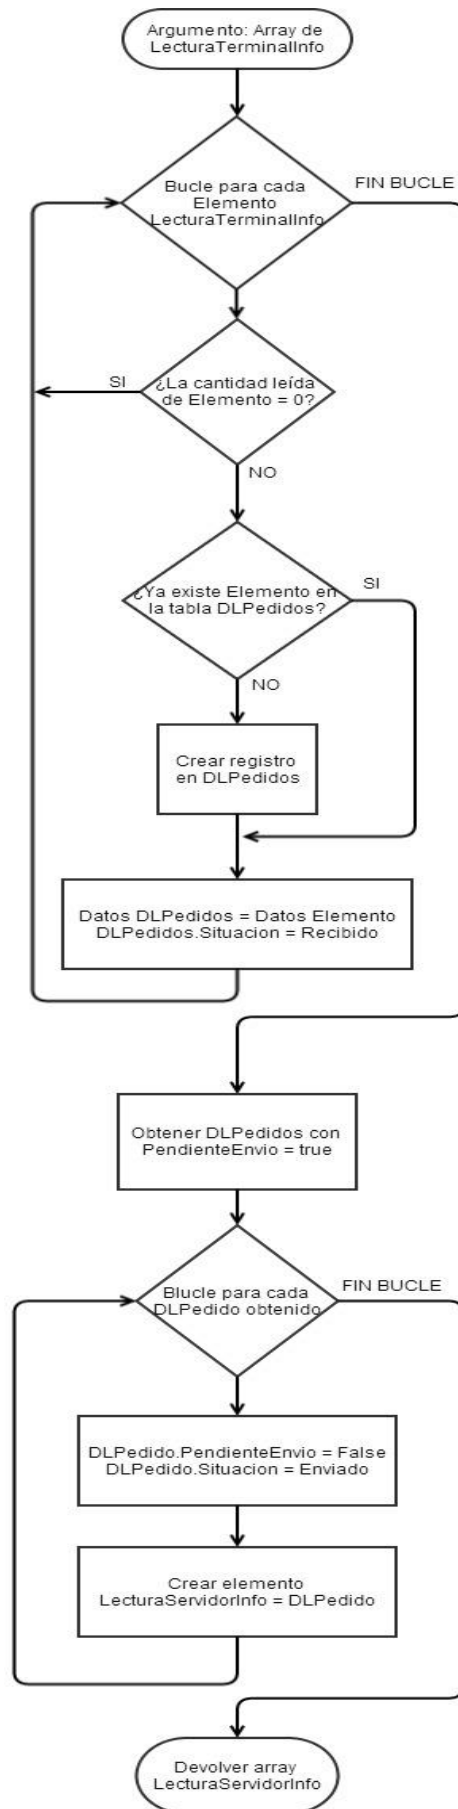 Argumento: Array de
LecturaTerminalInfo
Bucle para cada
Elemento
LecturaTerminalInfo
FIN BUCLE
¿La cantidad leída
de Elemento = 0?
SI
NO
¿Ya existe Elemento en
la tabla DLPedidos?
SI
NO
Crear registro
en DLPedidos
Datos DLPedidos = Datos Elemento
DLPedidos.Situacion = Recibido
Obtener DLPedidos con
PendienteEnvio = true
Blucle para cada
DLPedido obtenido
FIN BUCLE
DLPedido.PendienteEnvio = False
DLPedido.Situacion = Enviado
Crear elemento
LecturaServidorInfo = DLPedido
Devolver array
LecturaServidorInfo